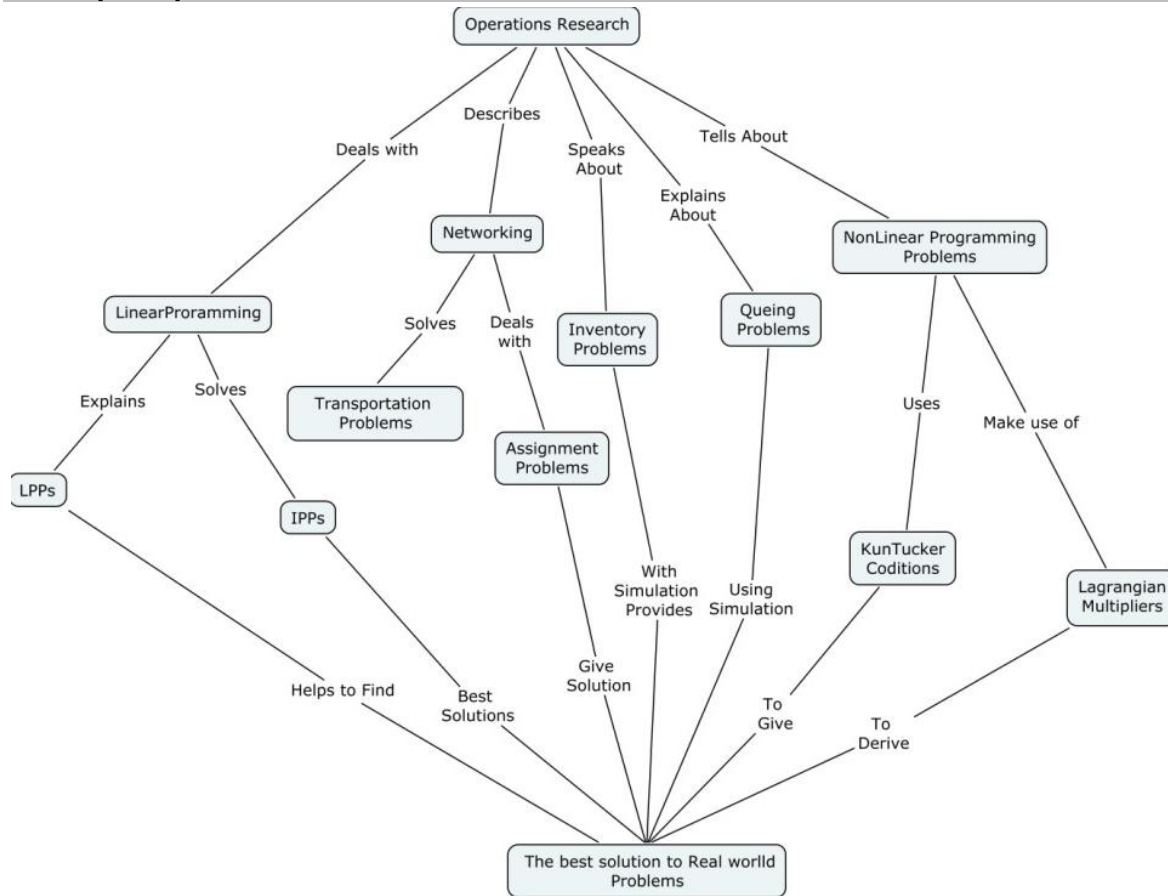 Operations Research
Describes
Deals with
Speaks
About
Tells About
Explains
About
Networking
NonLinear Programming
Problems
LinearProramming
Solves
Deals
with
Inventory
Problems
Queing
Problems
Explains
Solves
Transportation
Problems
Assignment
Problems
Uses
Make use of
LPPs
IPPs
KunTucker
Coditions
Lagrangian
Multipliers
With
Simulation
Provides
Using
Simulation
Helps to Find
Best
Solutions
Give
Solution
To
Give
To
Derive
The best solution to Real worlld
Problems